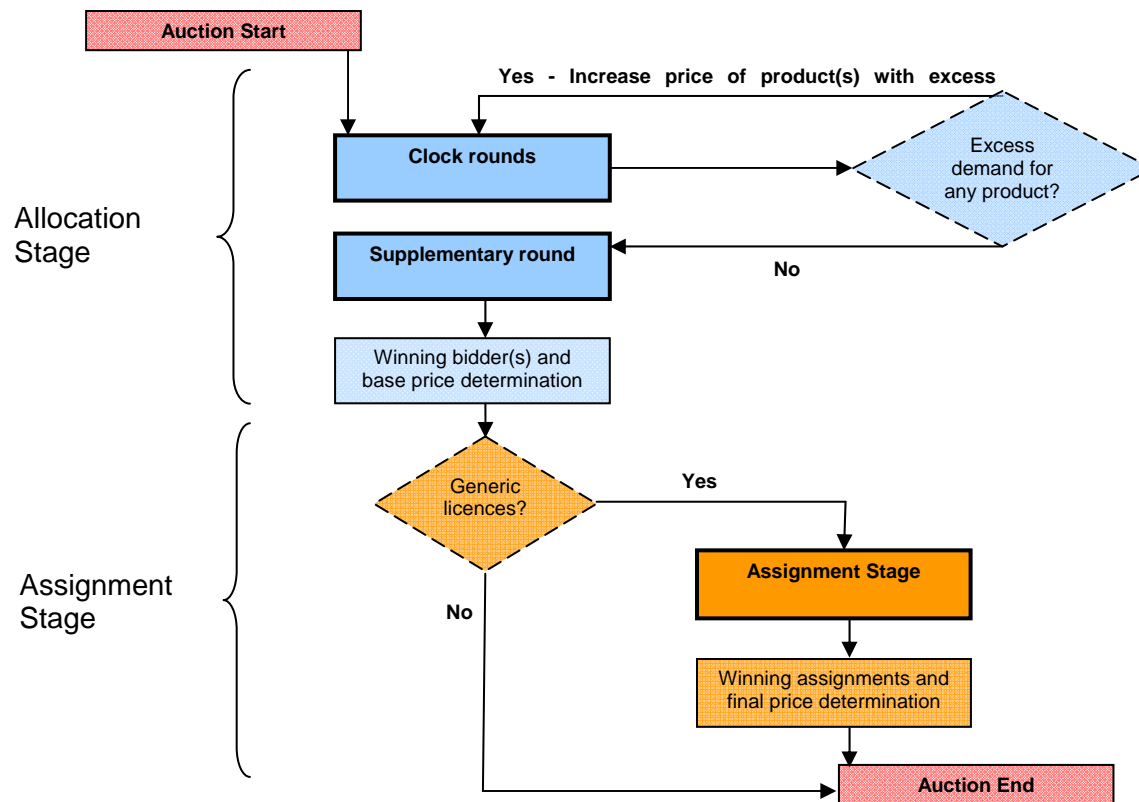 Auction Start
Yes - Increase price of product(s) with excess
Clock rounds
Excess
demand for
any product?
Allocation
Stage
Supplementary round
No
Winning bidder(s) and
base price determination
Generic
licences?
Yes
Assignment
Stage
Assignment Stage
No
Winning assignments and
final price determination
Auction End